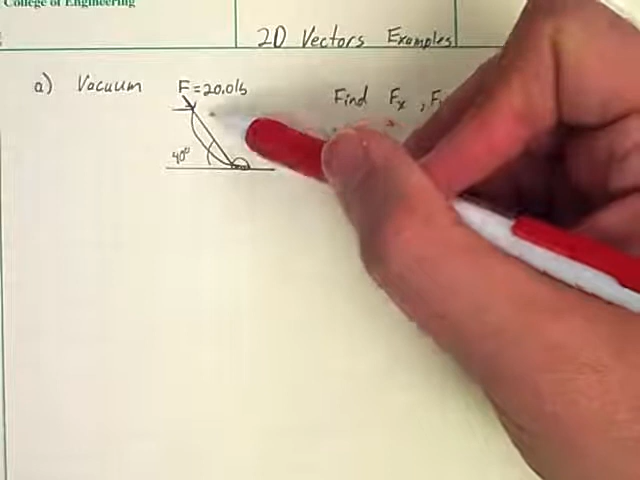 College of Engineering
2D Vectors Examples
a) Vacuum F=20.0lb Find Fx , F
40°